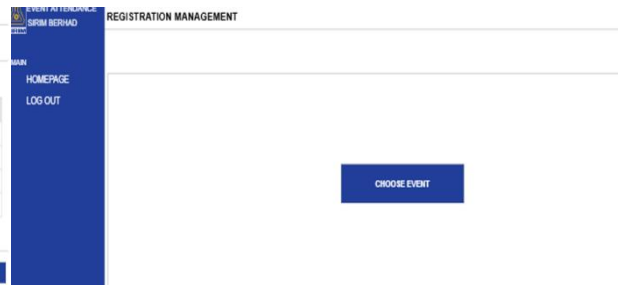 EVENT ATTENDANCE
SIRIM BERHAD
REGISTRATION MANAGEMENT
MAIN
HOMEPAGE
LOG OUT
CHOOSE EVENT